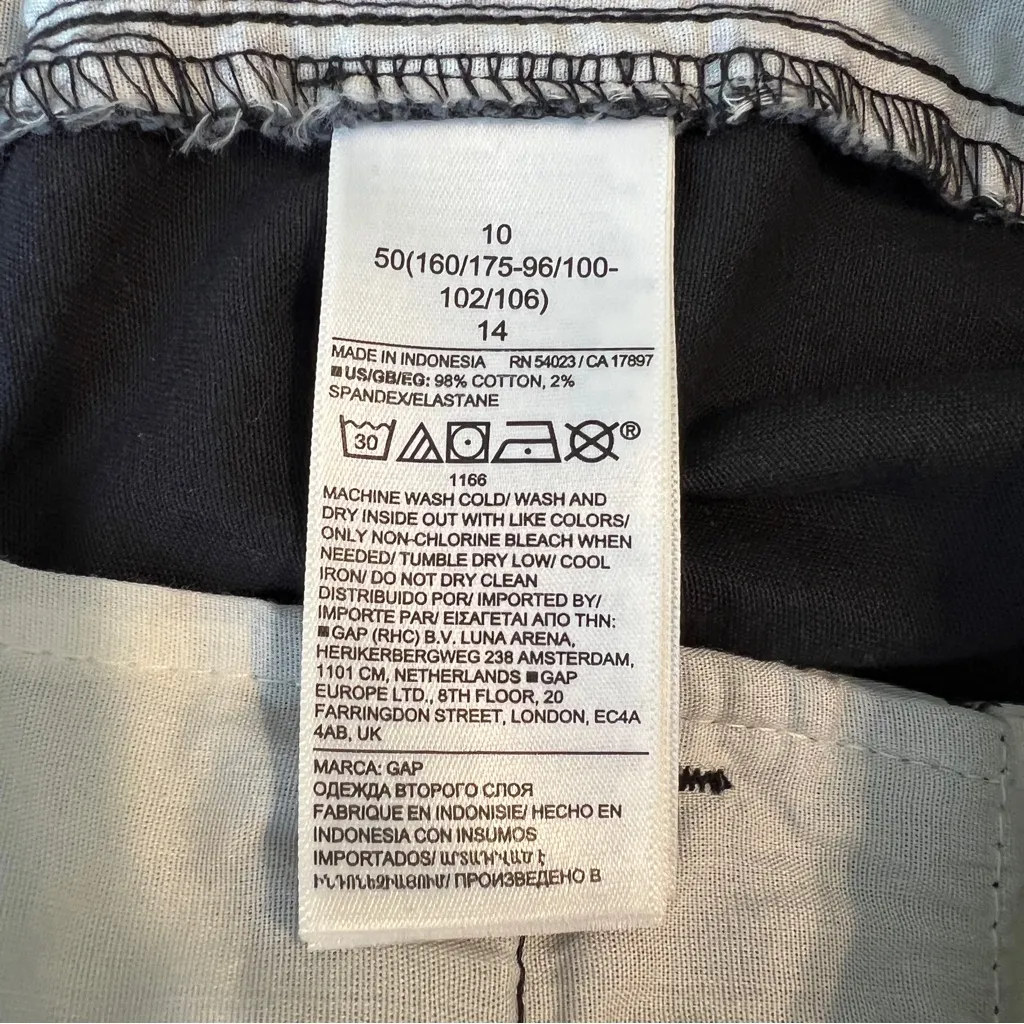 10
50(160/175-96/100-
102/106)
14
MADE IN INDONESIA RN 54023 / CA 17897
■ US/GB/EG: 98% COTTON, 2%
SPANDEX/ELASTANE
30 ®
1166
MACHINE WASH COLD/ WASH AND
DRY INSIDE OUT WITH LIKE COLORS/
ONLY NON-CHLORINE BLEACH WHEN
NEEDED/ TUMBLE DRY LOW/ COOL
IRON/ DO NOT DRY CLEAN
DISTRIBUIDO POR/ IMPORTED BY/
IMPORTE PAR/ ΕΙΣΑΓΕΤΑΙ ΑΠΟ ΤΗΝ:
■ GAP (RHC) B.V. LUNA ARENA,
HERIKERBERGWEG 238 AMSTERDAM,
1101 CM, NETHERLANDS ■ GAP
EUROPE LTD., 8TH FLOOR, 20
FARRINGDON STREET, LONDON, EC4A
4AB, UK
MARCA: GAP
ОДЕЖДА ВТОРОГО СЛОЯ
FABRIQUE EN INDONISIE/ HECHO EN
INDONESIA CON INSUMOS
IMPORTADOS/ ԱՐՏԱԴՎԱԾ Է
ԻՆԴՈՆԵԶԻԱՅՈՒՄ/ ПРОИЗВЕДЕНО В